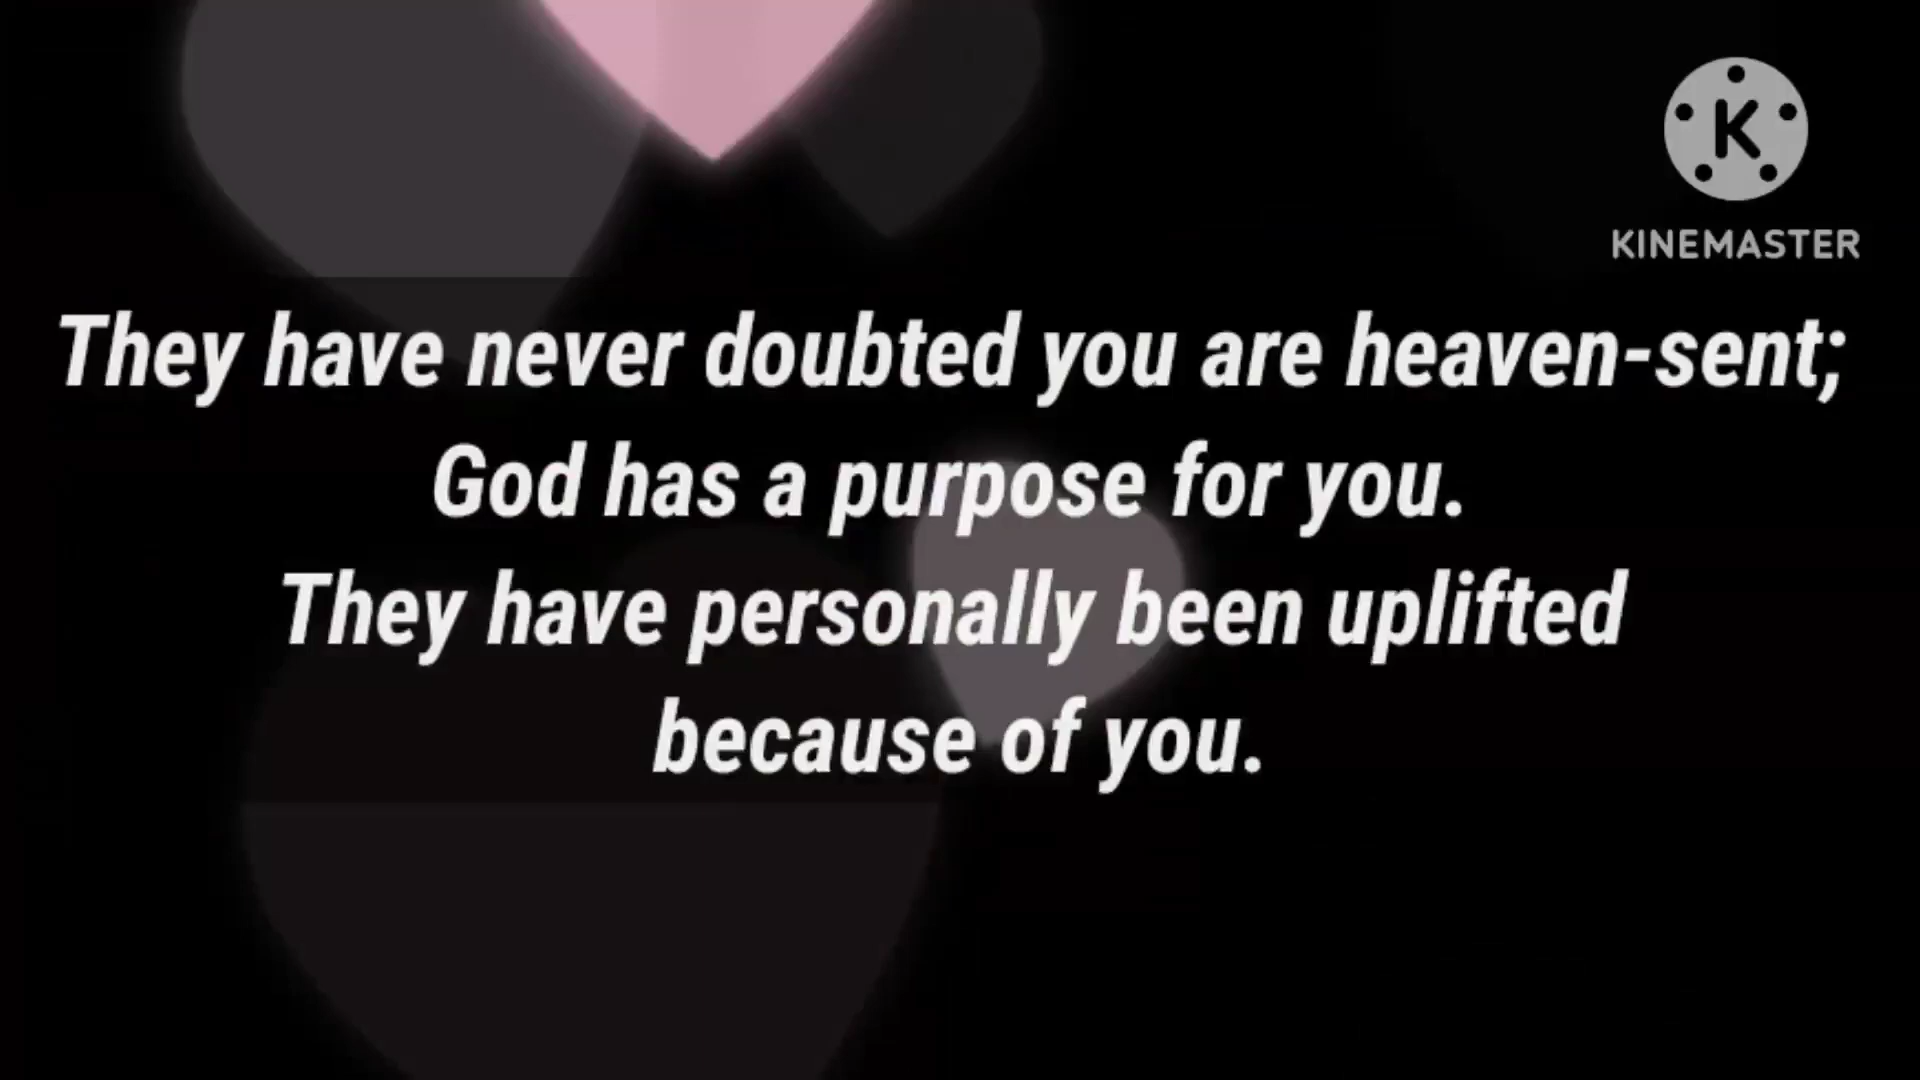 K
KINEMASTER
They have never doubted you are heaven-sent;
God has a purpose for you.
They have personally been uplifted
because of you.